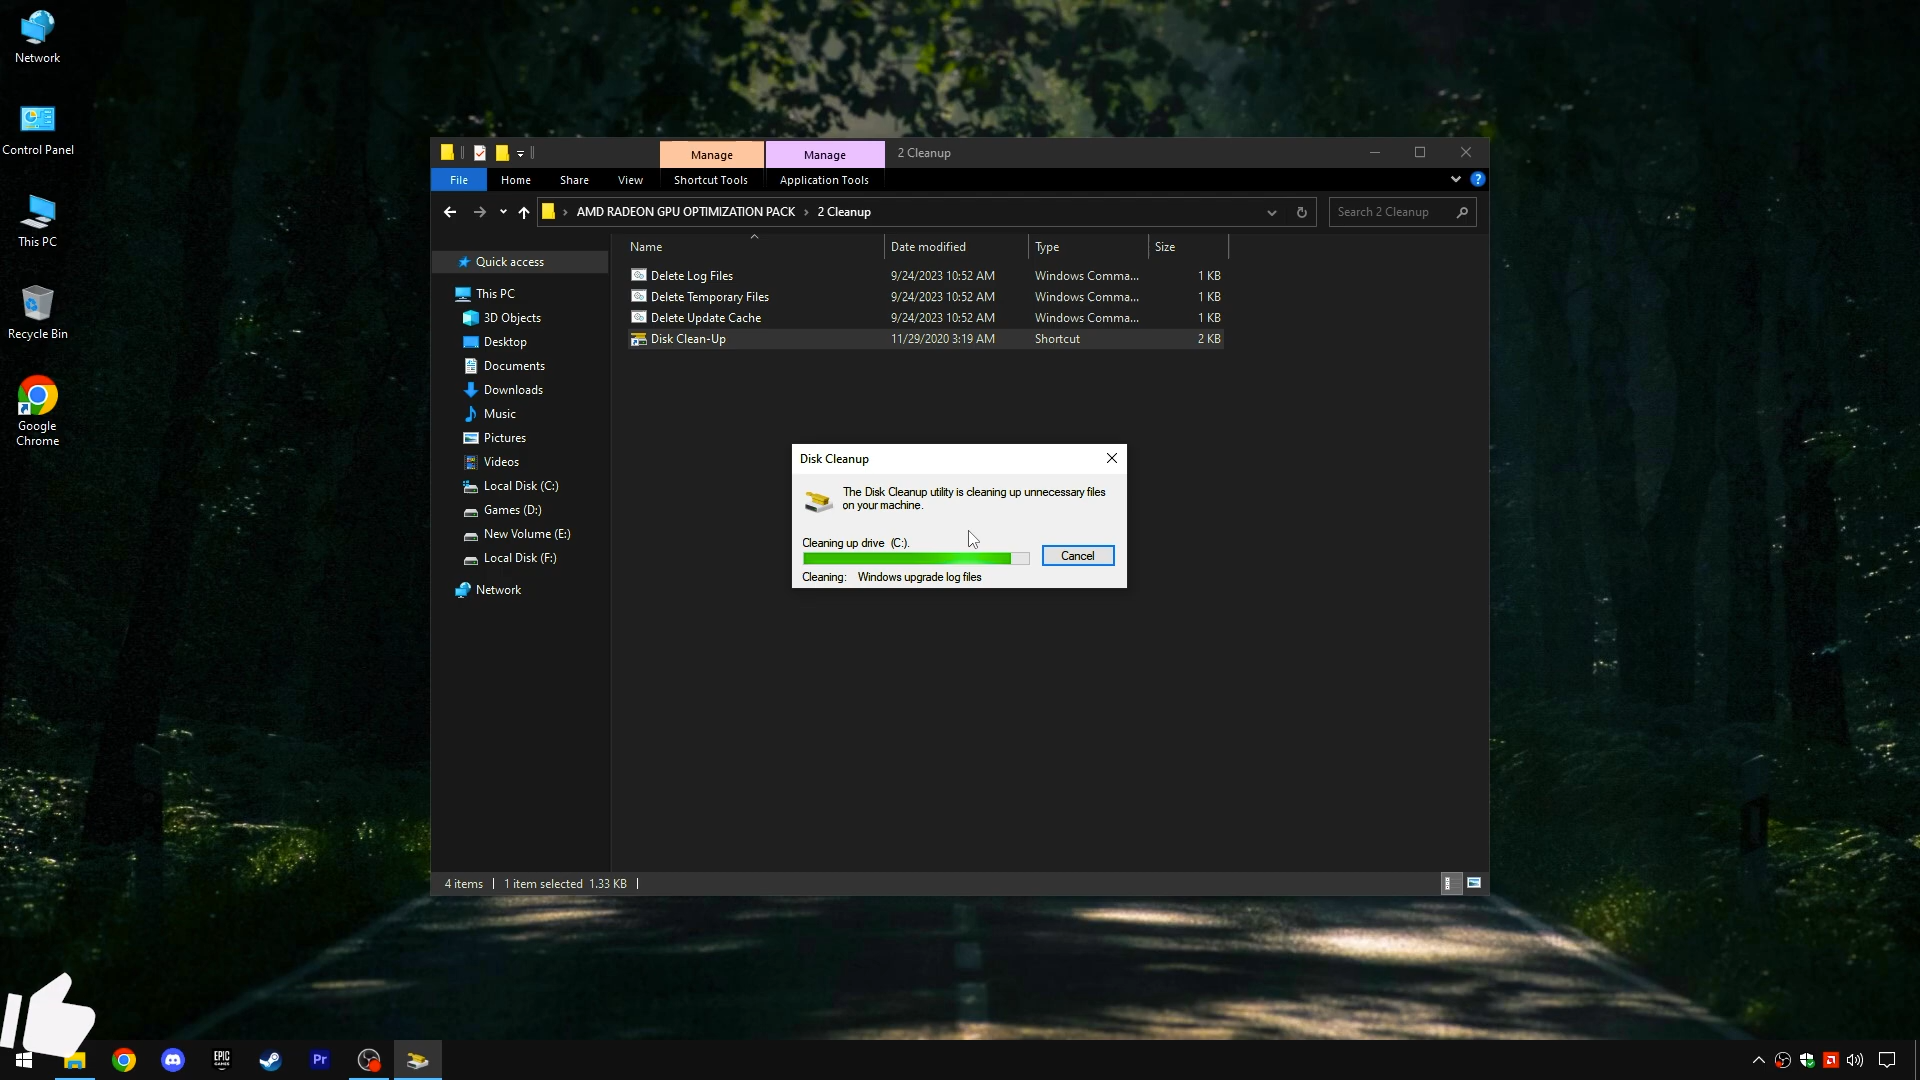 Network
Control Panel
This PC
Recycle Bin
Google
Chrome
Manage
Manage
2 Cleanup
File
Home
Share
View
Shortcut Tools
Application Tools
AMD RADEON GPU OPTIMIZATION PACK
2 Cleanup
Search 2 Cleanup
Quick access
This PC
3D Objects
Desktop
Documents
Downloads
Music
Pictures
Videos
Local Disk (C:)
Games (D:)
New Volume (E:)
Local Disk (F:)
Network
Name Date modified Type Size
Delete Log Files 9/24/2023 10:52 AM Windows Comma... 1 KB
Delete Temporary Files 9/24/2023 10:52 AM Windows Comma... 1 KB
Delete Update Cache 9/24/2023 10:52 AM Windows Comma... 1 KB
Disk Clean-Up 11/29/2020 3:19 AM Shortcut 2 KB
Disk Cleanup
The Disk Cleanup utility is cleaning up unnecessary files
on your machine.
Cleaning up drive (C:).
Cancel
Cleaning: Windows upgrade log files
4 items 1 item selected 1.33 KB
EPIC
GAMES
Pr